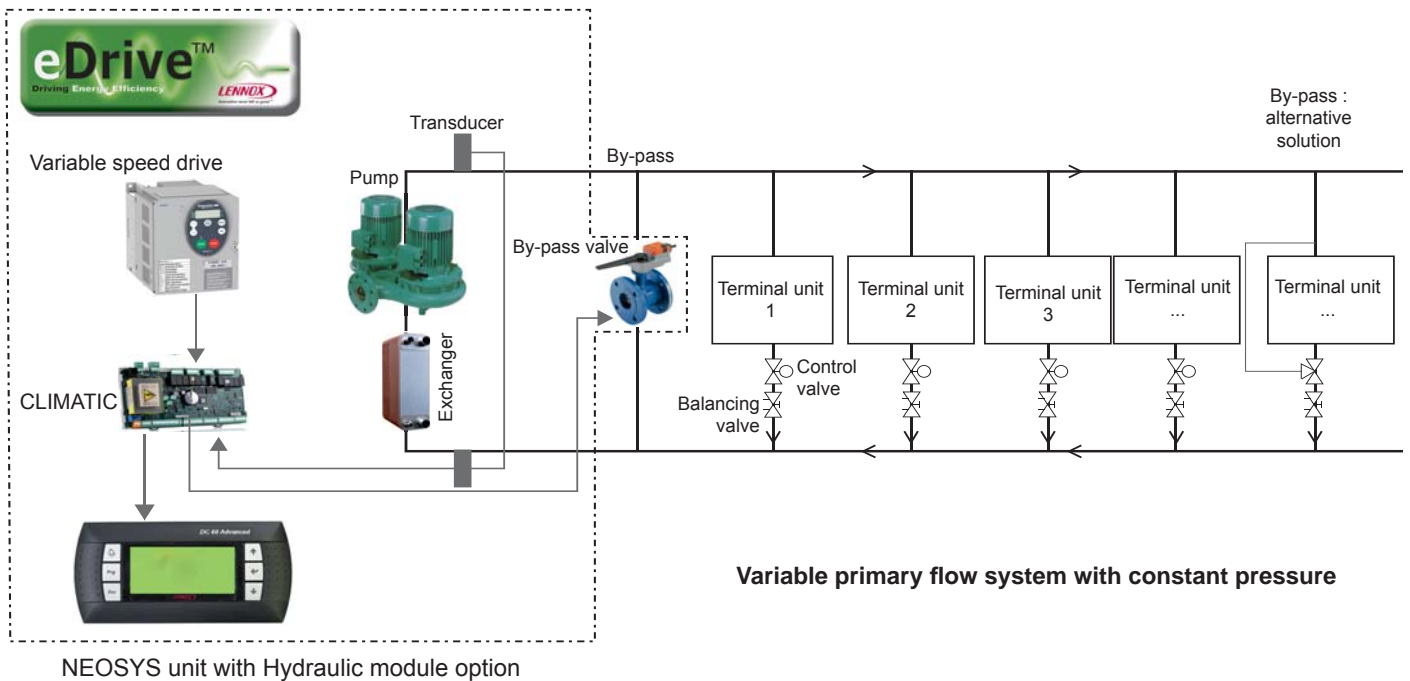 eDrive™
Driving Energy Efficiency
LENNOX
Variable speed drive
Transducer
Pump
By-pass
By-pass :
alternative
solution
By-pass valve
Terminal unit
1
Terminal unit
2
Terminal unit
3
Terminal unit
...
Terminal unit
...
Exchanger
CLIMATIC
Control
valve
Balancing
valve
DC 60 Advanced
LENNOX
Variable primary flow system with constant pressure
NEOSYS unit with Hydraulic module option